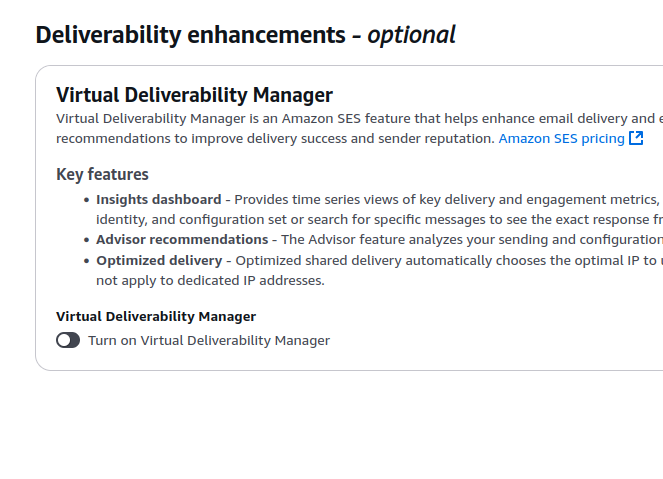 Deliverability enhancements - optional
Virtual Deliverability Manager
Virtual Deliverability Manager is an Amazon SES feature that helps enhance email delivery and
recommendations to improve delivery success and sender reputation. Amazon SES pricing
Key features
• Insights dashboard - Provides time series views of key delivery and engagement metrics,
identity, and configuration set or search for specific messages to see the exact response
• Advisor recommendations - The Advisor feature analyzes your sending and configuration
• Optimized delivery - Optimized shared delivery automatically chooses the optimal IP to
not apply to dedicated IP addresses.
Virtual Deliverability Manager
Turn on Virtual Deliverability Manager